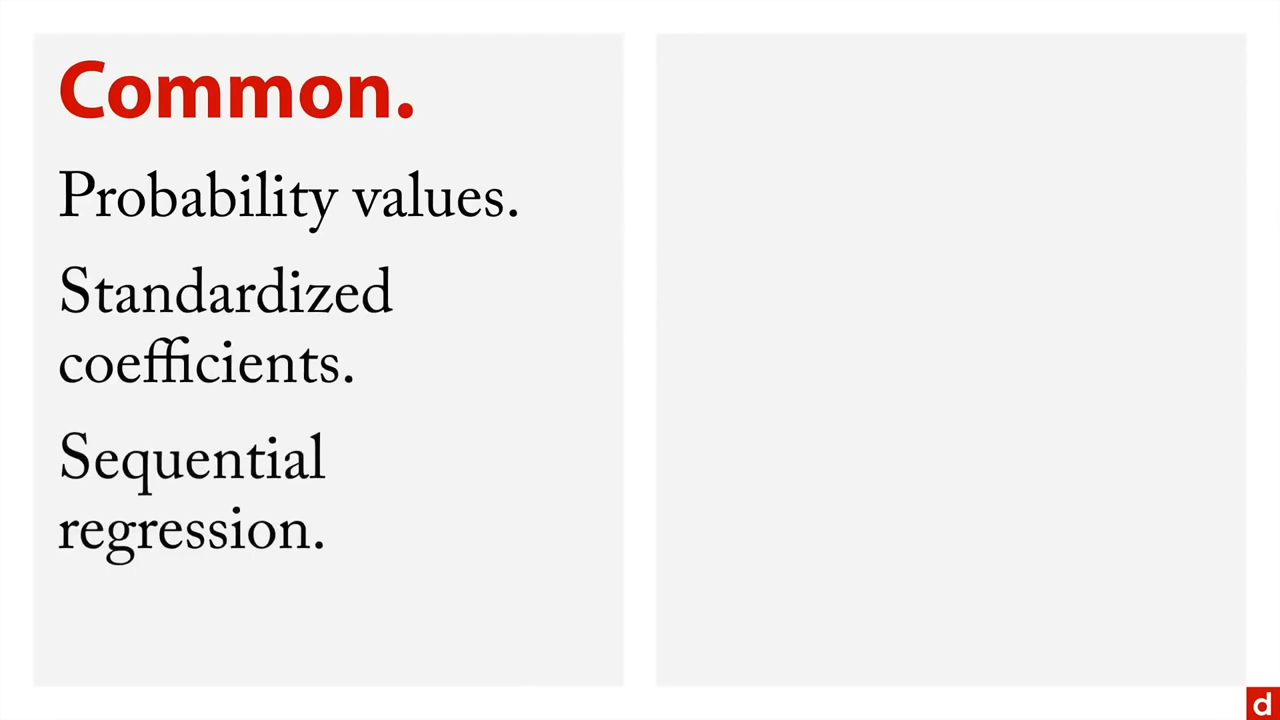 Common.
Probability values.
Standardized
coefficients.
Sequential
regression.
d